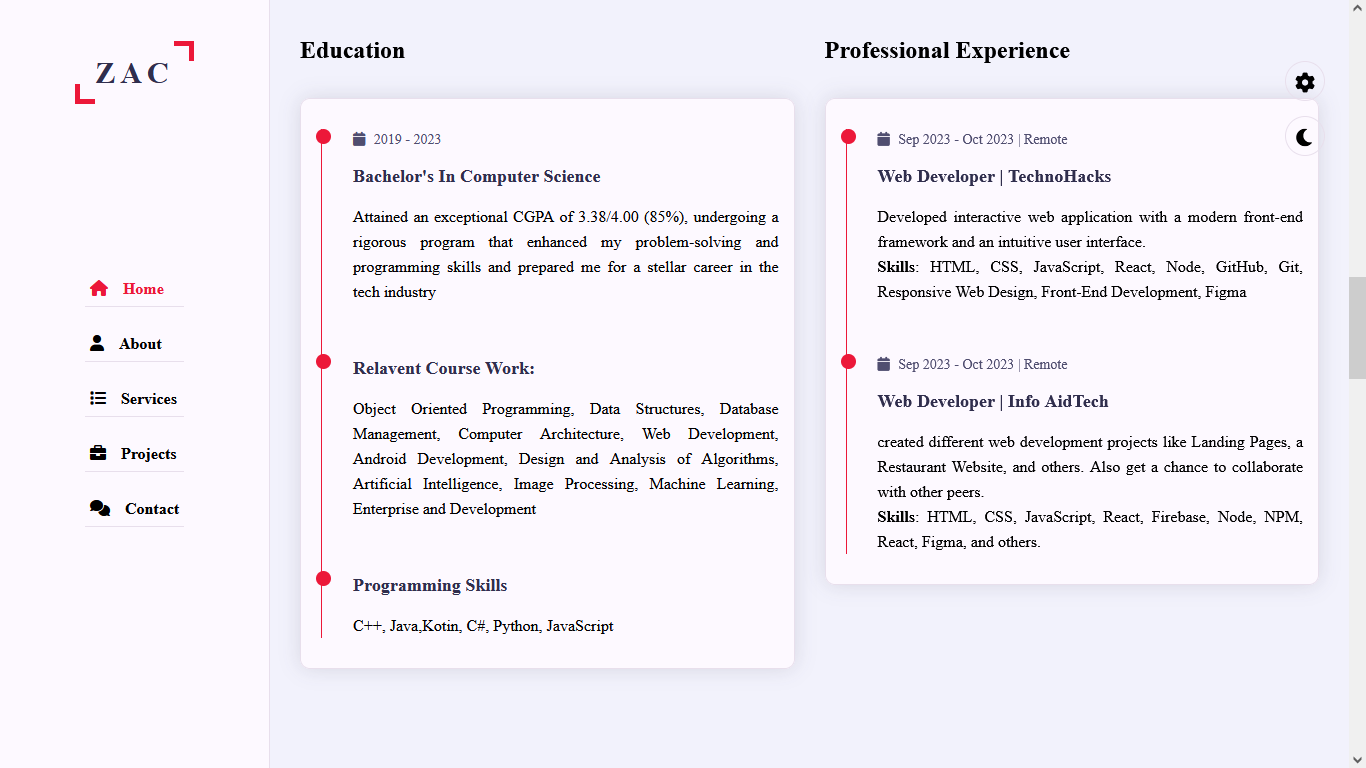 ZAC
Home
About
Services
Projects
Contact
Education
2019 - 2023
Bachelor's In Computer Science
Attained an exceptional CGPA of 3.38/4.00 (85%), undergoing a
rigorous program that enhanced my problem-solving and
programming skills and prepared me for a stellar career in the
tech industry
Relavent Course Work:
Object Oriented Programming, Data Structures, Database
Management, Computer Architecture, Web Development,
Android Development, Design and Analysis of Algorithms,
Artificial Intelligence, Image Processing, Machine Learning,
Enterprise and Development
Programming Skills
C++, Java,Kotin, C#, Python, JavaScript
Professional Experience
Sep 2023 - Oct 2023 | Remote
Web Developer | TechnoHacks
Developed interactive web application with a modern front-end
framework and an intuitive user interface.
Skills: HTML, CSS, JavaScript, React, Node, GitHub, Git,
Responsive Web Design, Front-End Development, Figma
Sep 2023 - Oct 2023 | Remote
Web Developer | Info AidTech
created different web development projects like Landing Pages, a
Restaurant Website, and others. Also get a chance to collaborate
with other peers.
Skills: HTML, CSS, JavaScript, React, Firebase, Node, NPM,
React, Figma, and others.